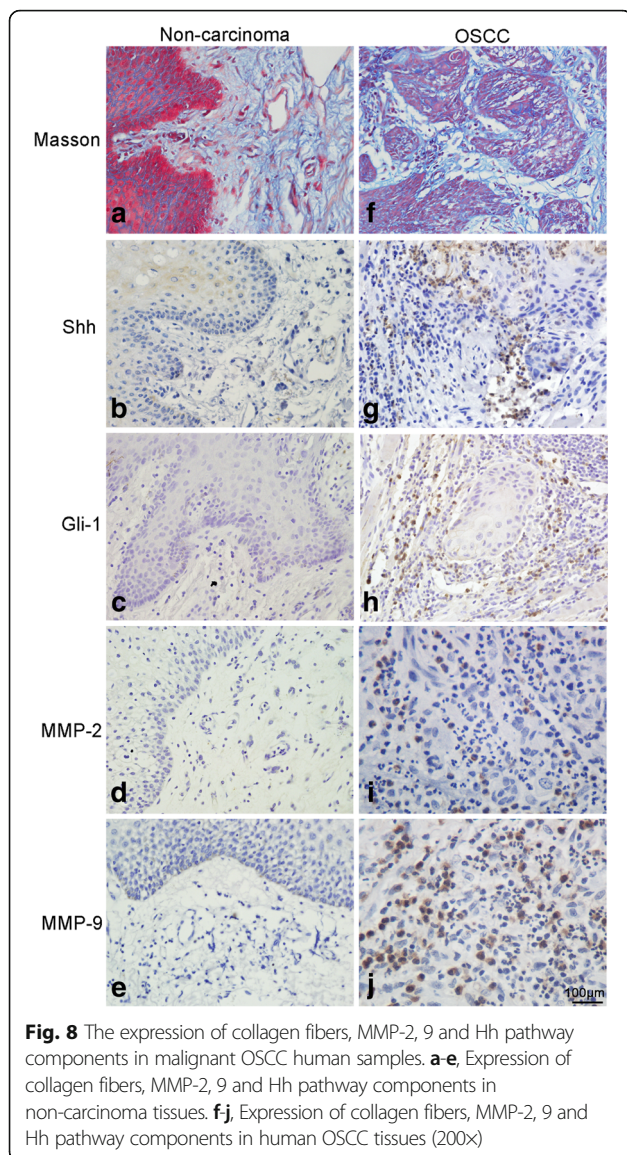 Non-carcinoma OSCC
Masson
a
f
Shh
b
g
Gli-1
c
h
MMP-2
d
i
MMP-9
e
j
100µm
Fig. 8 The expression of collagen fibers, MMP-2, 9 and Hh pathway
components in malignant OSCC human samples. a-e, Expression of
collagen fibers, MMP-2, 9 and Hh pathway components in
non-carcinoma tissues. f-j, Expression of collagen fibers, MMP-2, 9 and
Hh pathway components in human OSCC tissues (200×)